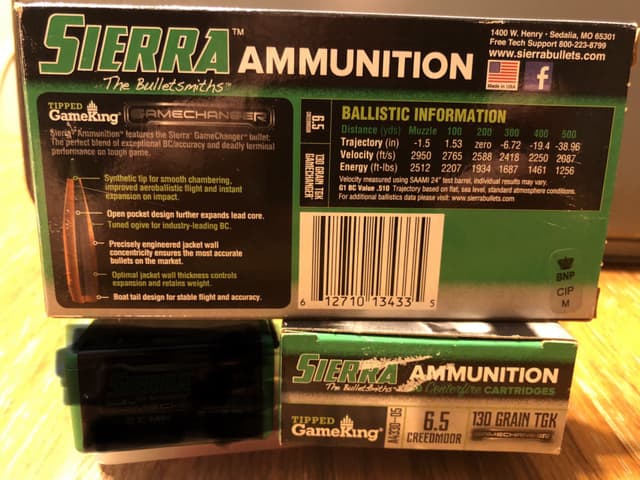 SIERRA™ AMMUNITION
The Bulletsmiths™
1400 W. Henry • Sedalia, MO 65301
Free Tech Support 800-223-8799
www.sierrabullets.com
Made in USA
f
TIPPED
GameKing®
GAMECHANGER
Sierra Ammunition® features the Sierra® GameChanger™ bullet:
The perfect blend of exceptional BC/accuracy and deadly terminal
performance on tough game.
Synthetic tip for smooth chambering,
improved aeroballistic flight and instant
expansion on impact.
Open pocket design further expands lead core.
Tuned ogive for industry-leading BC.
Precisely engineered jacket wall
concentricity ensures the most accurate
bullets on the market.
Optimal jacket wall thickness controls
expansion and retains weight.
Boat tail design for stable flight and accuracy.
6.5
CREEDMOOR
130 GRAIN TGK
GAMECHANGER
BALLISTIC INFORMATION
Distance (yds) Muzzle 100 200 300 400 500
Trajectory (in) -1.5 1.53 zero -6.72 -19.4 -38.96
Velocity (ft/s) 2950 2765 2588 2418 2250 2087
Energy (ft-lbs) 2512 2207 1934 1687 1461 1256
Velocity measured using SAAMI 24" test barrel, individual results may vary.
G1 BC Value .510 Trajectory based on flat, sea level, standard atmospheric conditions.
For additional ballistics data please visit: www.sierrabullets.com
6 12710 13433 5
BNP
CIP
M
SIERRA AMMUNITION
The Bulletsmiths™ Centerfire CARTRIDGES
TIPPED
GameKing®
A4330-05
6.5
CREEDMOOR
130 GRAIN TGK
GAMECHANGER